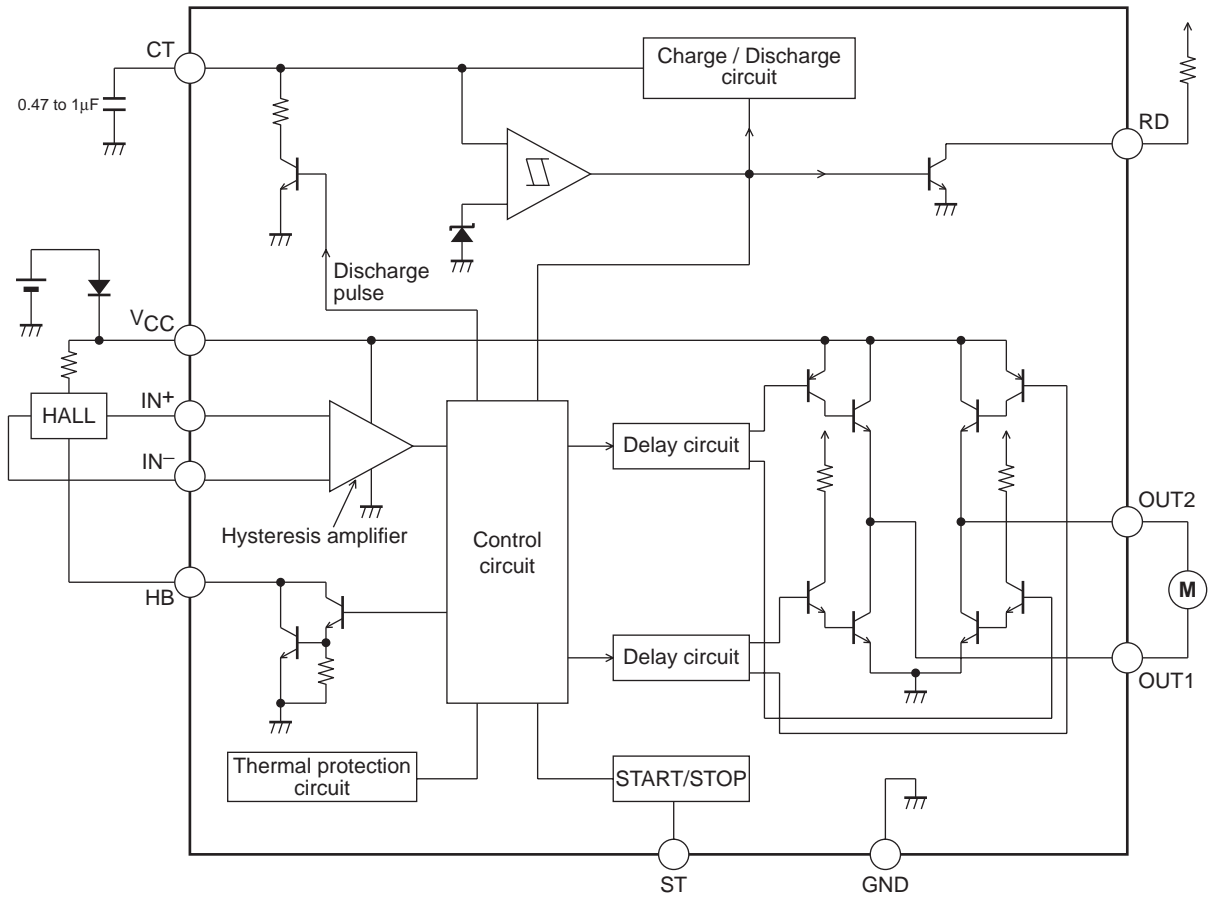 CT
Charge / Discharge
circuit
0.47 to 1μF
RD
Discharge
pulse
VCC
IN+
HALL
IN−
Delay circuit
Hysteresis amplifier
Control
circuit
OUT2
HB
M
Delay circuit
OUT1
Thermal protection
circuit
START/STOP
ST
GND